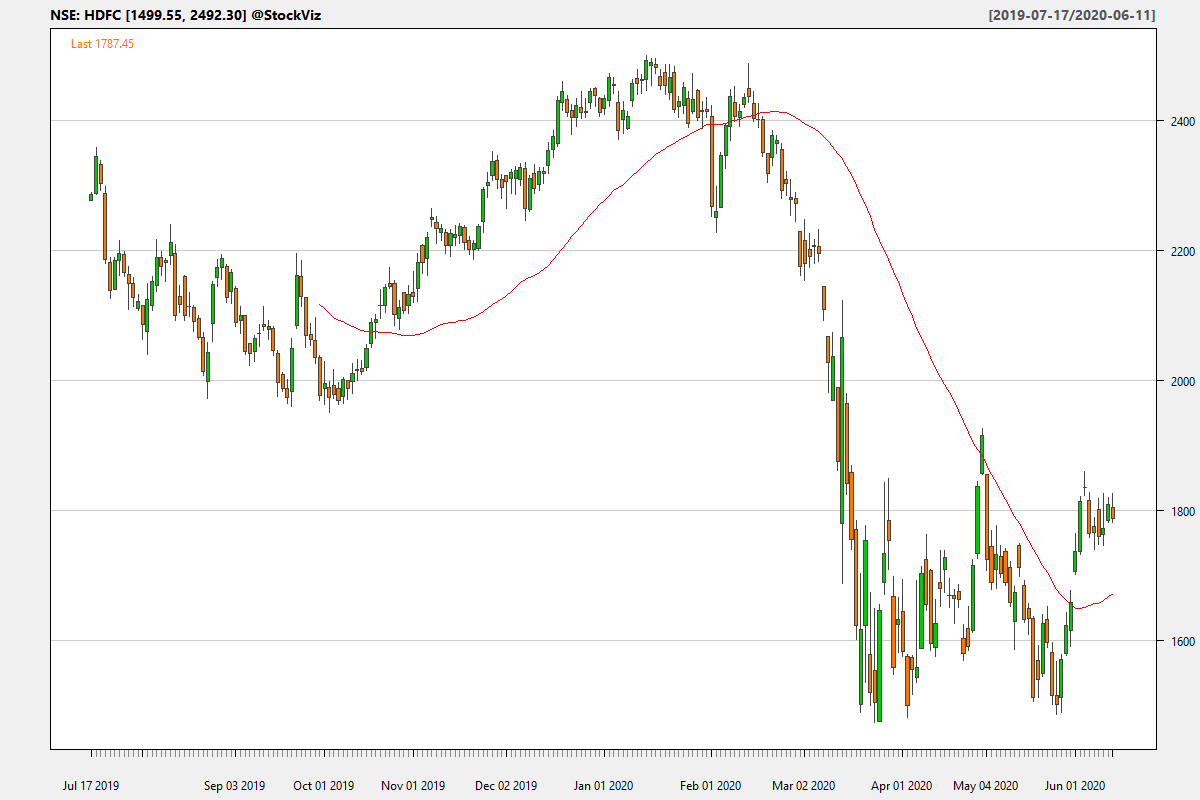 NSE: HDFC [1499.55, 2492.30] @StockViz [2019-07-17/2020-06-11]
Last 1787.45
2400
2200
2000
1800
1600
Jul 17 2019 Sep 03 2019 Oct 01 2019 Nov 01 2019 Dec 02 2019 Jan 01 2020 Feb 01 2020 Mar 02 2020 Apr 01 2020 May 04 2020 Jun 01 2020